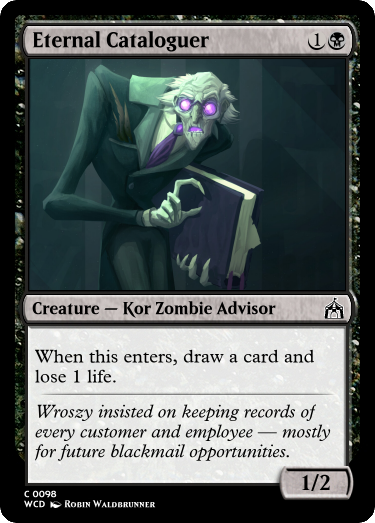 Eternal Cataloguer 1
Creature — Kor Zombie Advisor
When this enters, draw a card and
lose 1 life.
Wroszy insisted on keeping records of
every customer and employee — mostly
for future blackmail opportunities.
1/2
C 0098
WCD Robin Waldbrunner